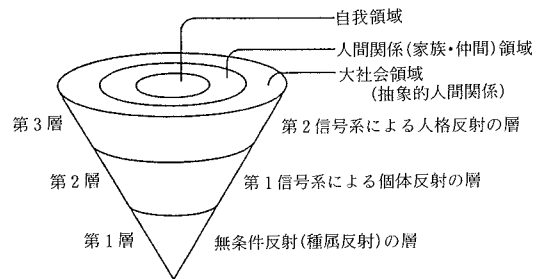 自我領域
人間関係(家族・仲間)領域
大社会領域
(抽象的人間関係)
第3層
第2信号系による人格反射の層
第2層
第1信号系による個体反射の層
第1層
無条件反射(種属反射)の層